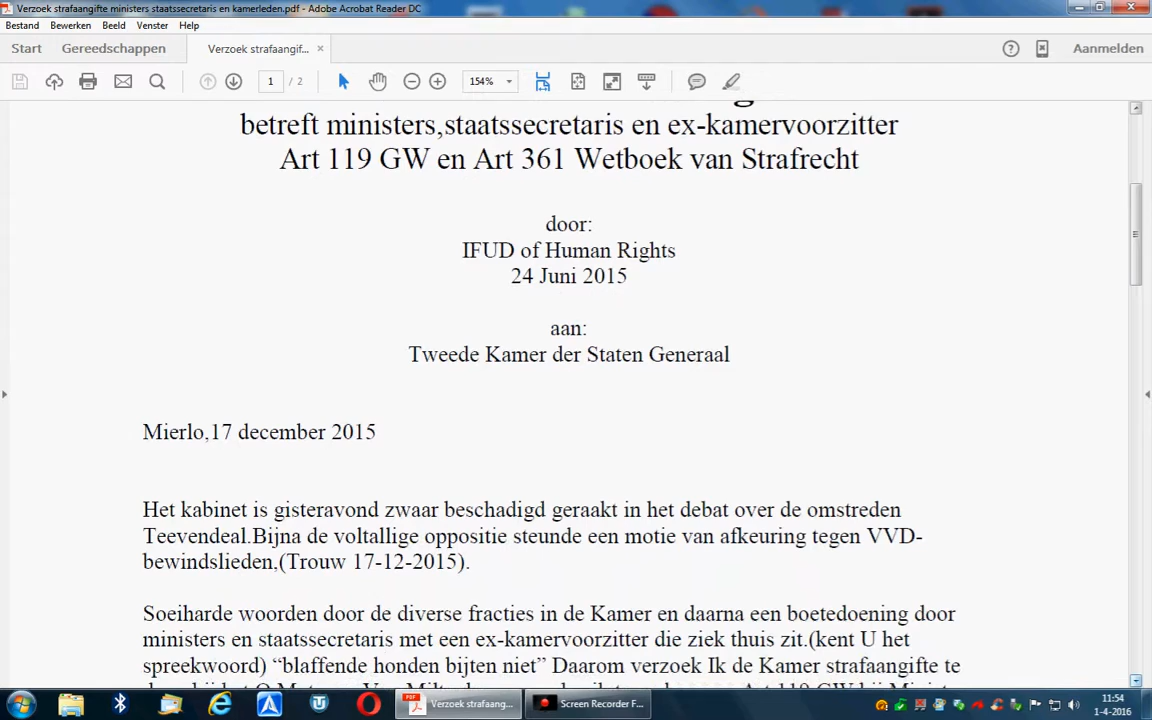 Verzoek strafaangifte ministers staatssecretaris en kamerleden.pdf - Adobe Acrobat Reader DC
Bestand Bewerken Beeld Venster Help
Start Gereedschappen Verzoek strafaangif... × Aanmelden
1 / 2 154%
betreft ministers,staatssecretaris en ex-kamervoorzitter
Art 119 GW en Art 361 Wetboek van Strafrecht
door:
IFUD of Human Rights
24 Juni 2015
aan:
Tweede Kamer der Staten Generaal
Mierlo,17 december 2015
Het kabinet is gisteravond zwaar beschadigd geraakt in het debat over de omstreden
Teevendeal.Bijna de voltallige oppositie steunde een motie van afkeuring tegen VVD-
bewindslieden,(Trouw 17-12-2015).
Soeiharde woorden door de diverse fracties in de Kamer en daarna een boetedoening door
ministers en staatssecretaris met een ex-kamervoorzitter die ziek thuis zit.(kent U het
spreekwoord) “blaffende honden bijten niet” Daarom verzoek Ik de Kamer strafaangifte te
Verzoek strafaang... Screen Recorder F...
11:54
1-4-2016